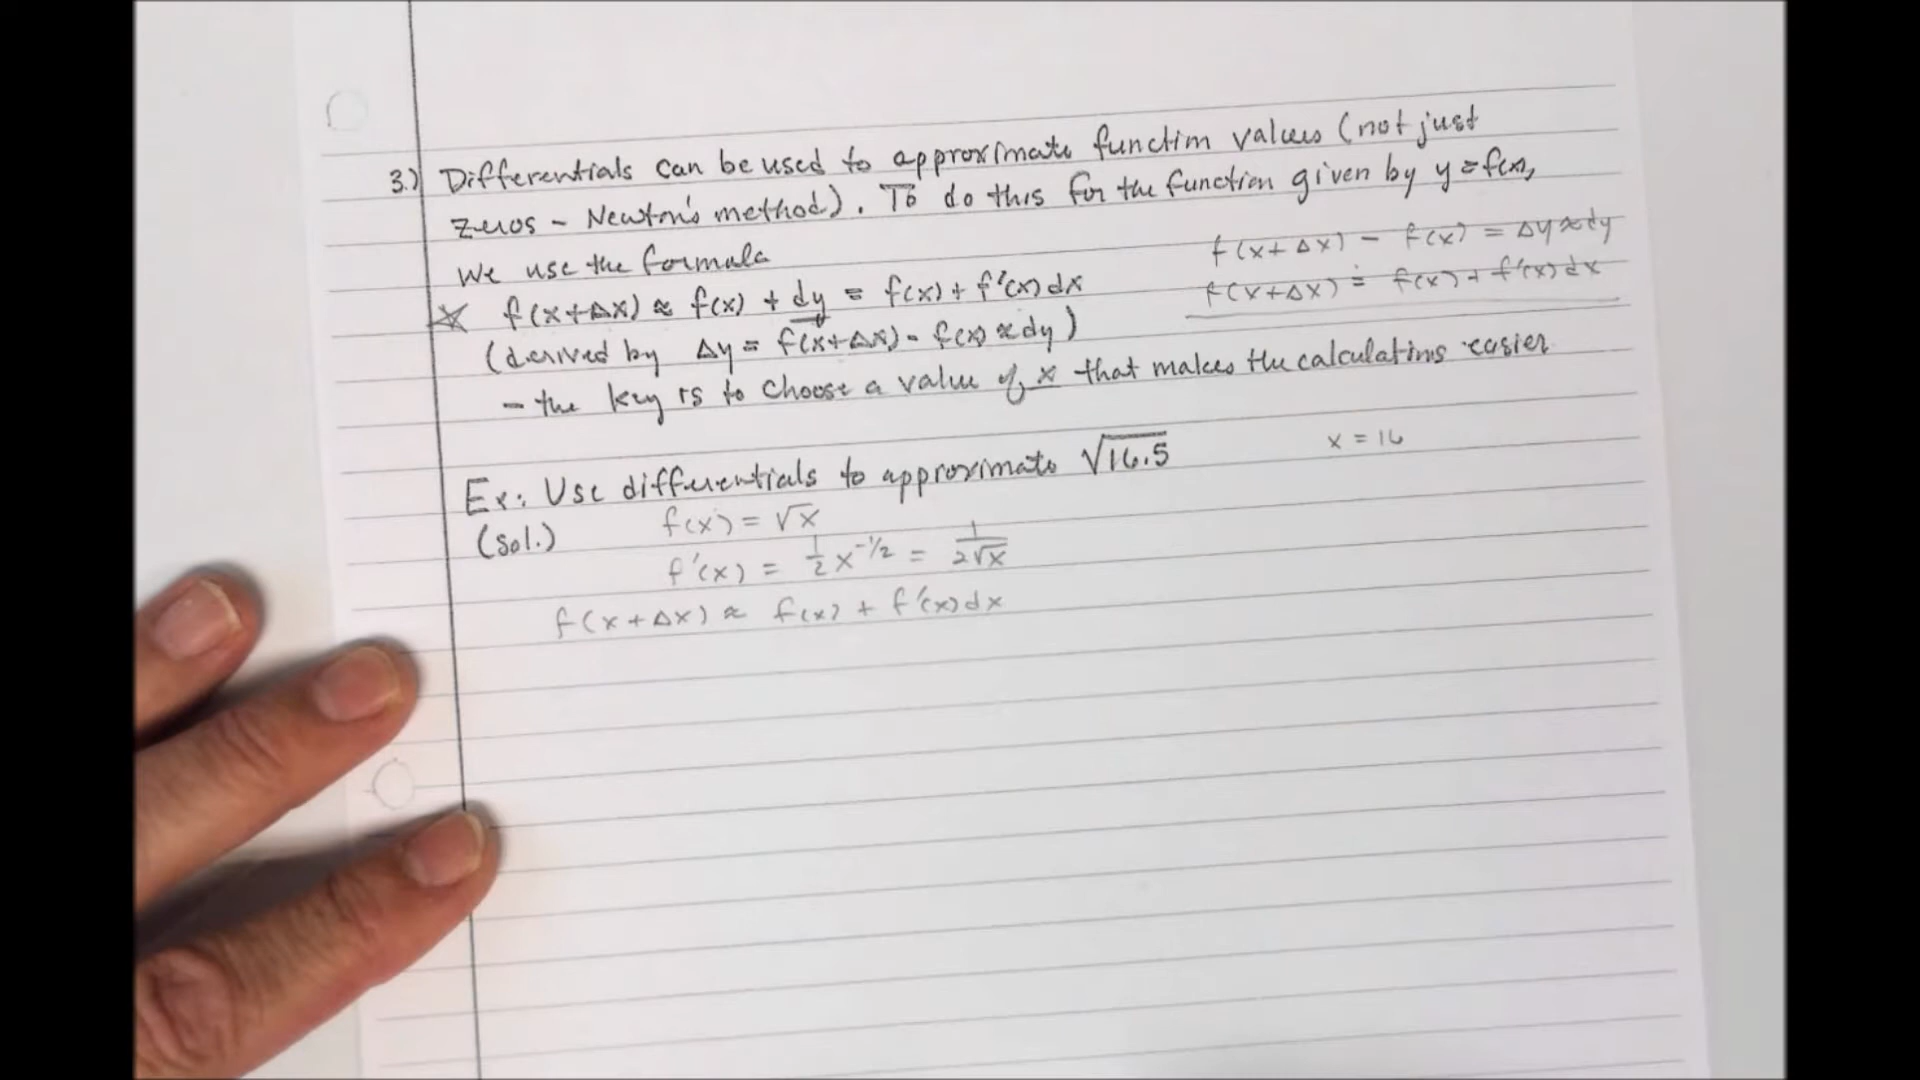 3.) Differentials can be used to approximate function values (not just
zeros - Newton's method). To do this for the function given by y = f(x),
we use the formula
f(x+Δx) - f(x) = Δy ≈ dy
f(x+Δx) ≈ f(x) + dy = f(x) + f'(x) dx
f(x+Δx) ≐ f(x) + f'(x) dx
(derived by Δy = f(x+Δx) - f(x) ≈ dy)
- the key is to choose a value of x that makes the calculations easier
Ex: Use differentials to approximate √16.5
x = 16
(sol.) f(x) = √x
f'(x) = 1/2 x^-1/2 = 1/2√x
f(x+Δx) ≈ f(x) + f'(x) dx